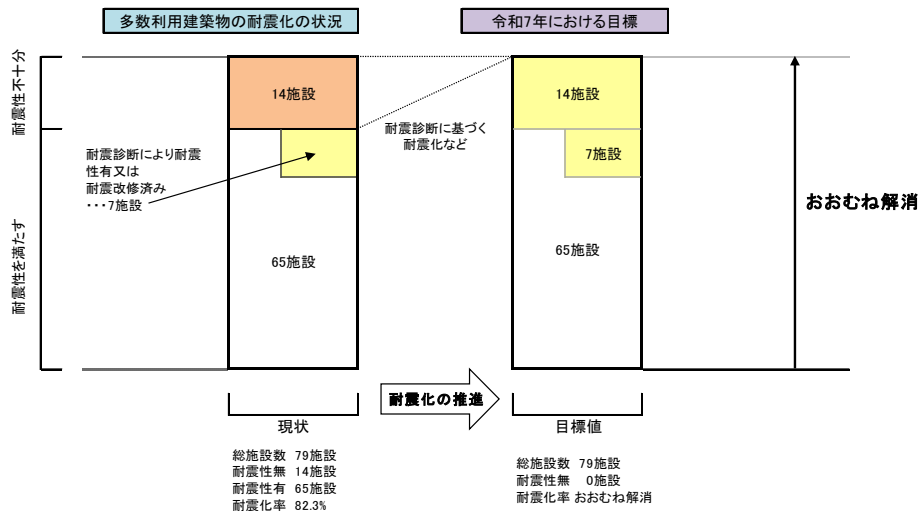 多数利用建築物の耐震化の状況
令和7年における目標
耐震性不十分
耐震性を満たす
14施設
耐震診断により耐震
性有又は
耐震改修済み
・・・7施設
65施設
耐震診断に基づく
耐震化など
14施設
7施設
65施設
おおむね解消
耐震化の推進
現状
総施設数 79施設
耐震性無 14施設
耐震性有 65施設
耐震化率 82.3%
目標値
総施設数 79施設
耐震性無 0施設
耐震化率 おおむね解消